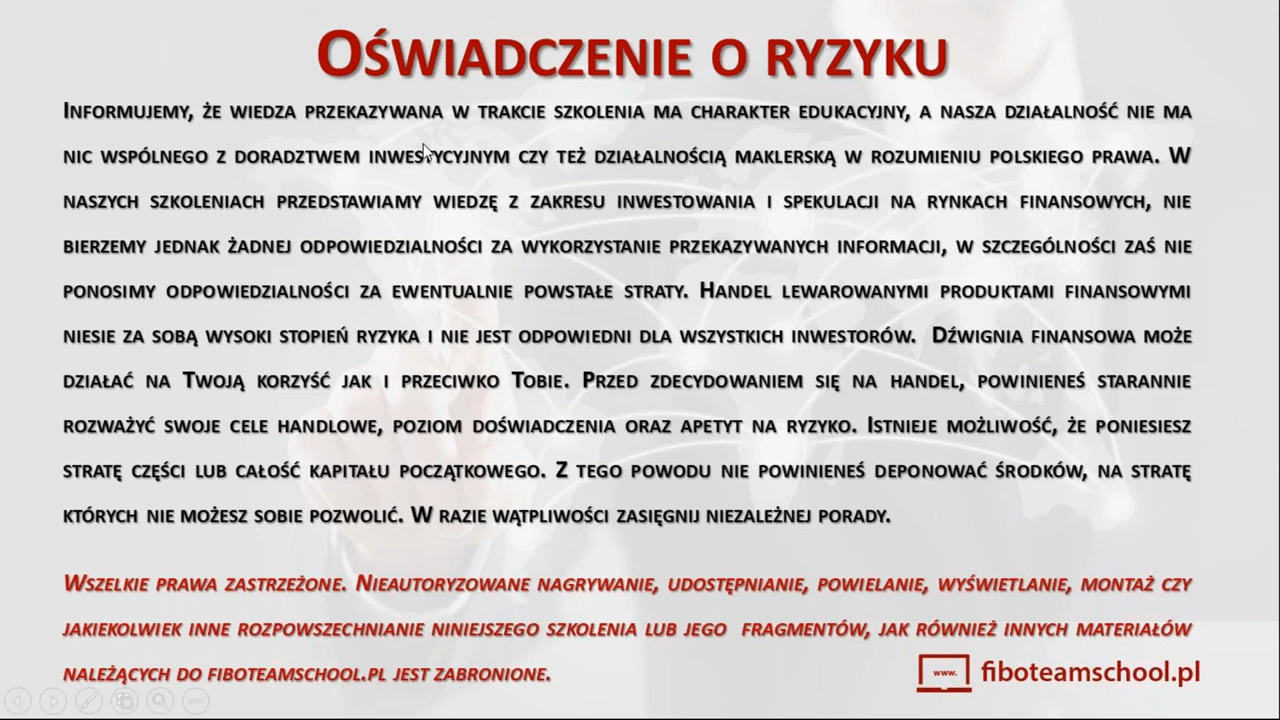 Oświadczenie o ryzyku
Informujemy, że wiedza przekazywana w trakcie szkolenia ma charakter edukacyjny, a nasza działalność nie ma
nic wspólnego z doradztwem inwestycyjnym czy też działalnością maklerską w rozumieniu polskiego prawa. W
naszych szkoleniach przedstawiamy wiedzę z zakresu inwestowania i spekulacji na rynkach finansowych, nie
bierzemy jednak żadnej odpowiedzialności za wykorzystanie przekazywanych informacji, w szczególności zaś nie
ponosimy odpowiedzialności za ewentualnie powstałe straty. Handel lewarowanymi produktami finansowymi
niesie za sobą wysoki stopień ryzyka i nie jest odpowiedni dla wszystkich inwestorów. Dźwignia finansowa może
działać na Twoją korzyść jak i przeciwko Tobie. Przed zdecydowaniem się na handel, powinieneś starannie
rozważyć swoje cele handlowe, poziom doświadczenia oraz apetyt na ryzyko. Istnieje możliwość, że poniesiesz
stratę części lub całość kapitału początkowego. Z tego powodu nie powinieneś deponować środków, na stratę
których nie możesz sobie pozwolić. W razie wątpliwości zasięgnij niezależnej porady.
Wszelkie prawa zastrzeżone. Nieautoryzowane nagrywanie, udostępnianie, powielanie, wyświetlanie, montaż czy
jakiekolwiek inne rozpowszechnianie niniejszego szkolenia lub jego fragmentów, jak również innych materiałów
należących do fiboteamschool.pl jest zabronione.
www. fiboteamschool.pl